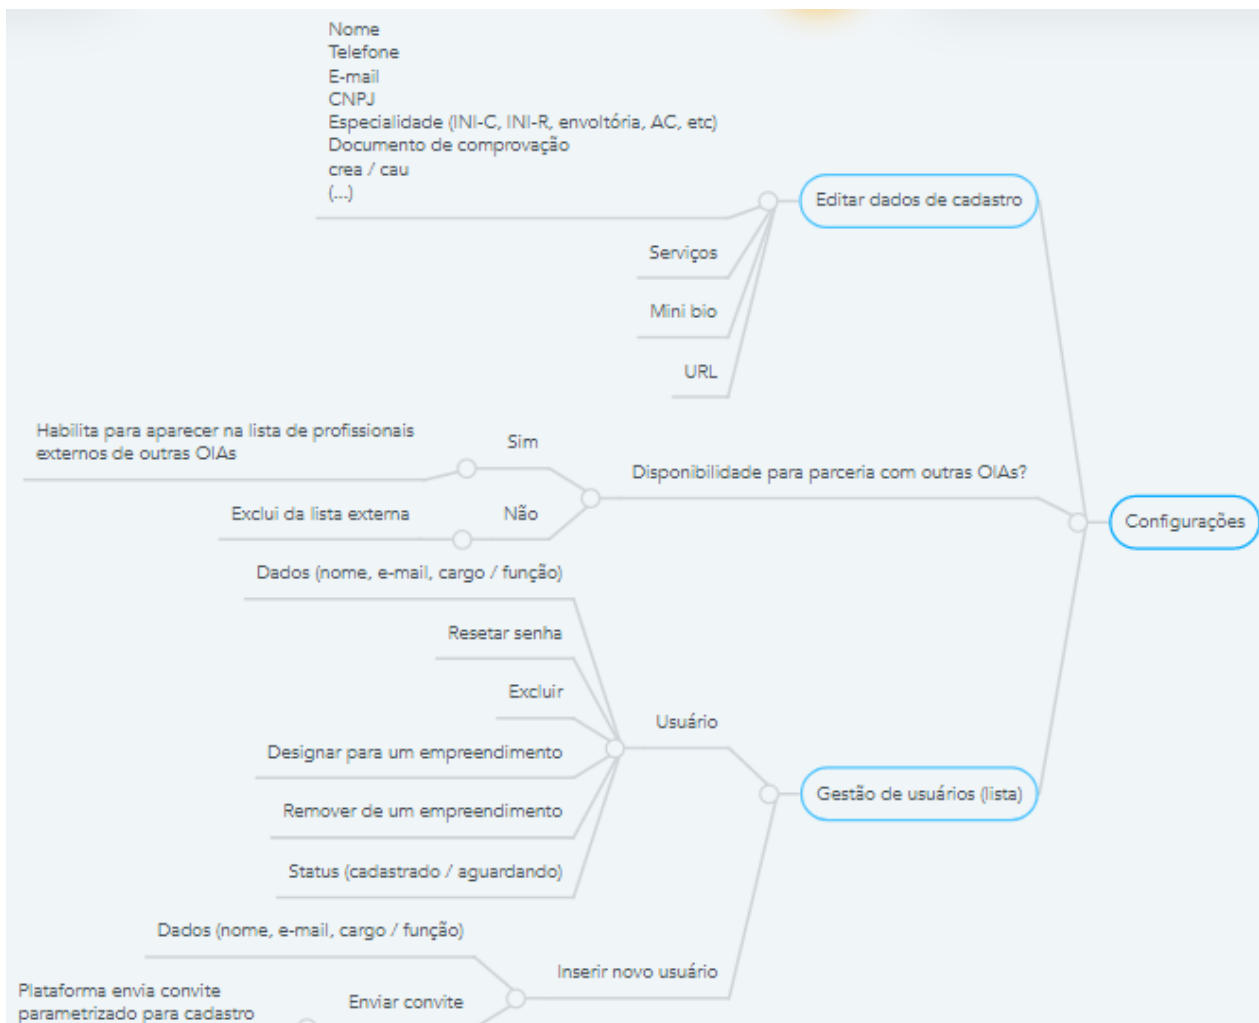 Nome
Telefone
E-mail
CNPJ
Especialidade (INI-C, INI-R, envoltória, AC, etc)
Documento de comprovação
crea / cau
(...)
Editar dados de cadastro
Serviços
Mini bio
URL
Habilita para aparecer na lista de profissionais
externos de outras OIAs
Sim
Disponibilidade para parceria com outras OIAs?
Exclui da lista externa
Não
Configurações
Dados (nome, e-mail, cargo / função)
Resetar senha
Excluir
Usuário
Designar para um empreendimento
Gestão de usuários (lista)
Remover de um empreendimento
Status (cadastrado / aguardando)
Dados (nome, e-mail, cargo / função)
Inserir novo usuário
Plataforma envia convite
parametrizado para cadastro
Enviar convite